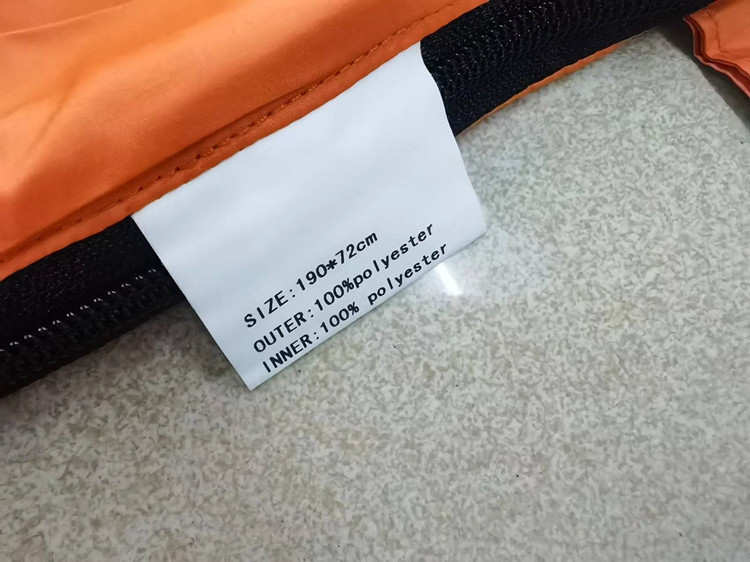 SIZE:190*72cm
OUTER:100%polyester
INNER:100% polyester